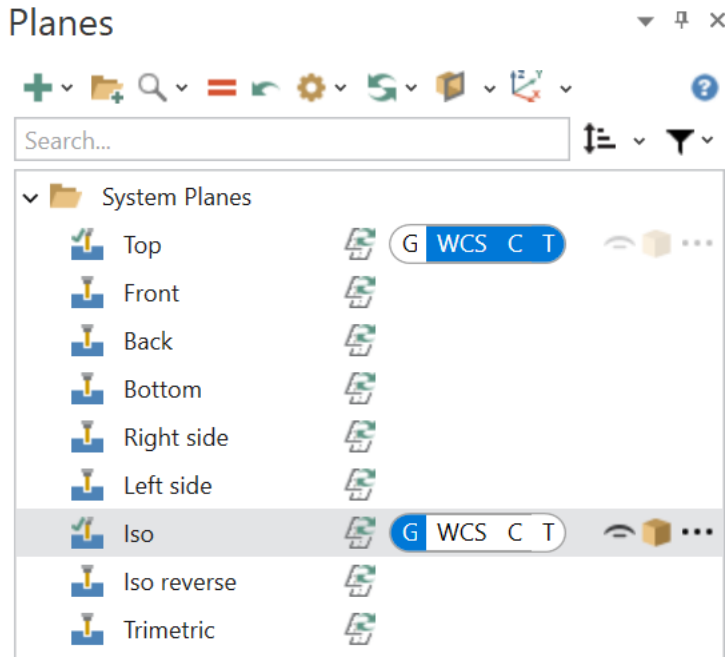 Planes
Search...
System Planes
Top G WCS C T
Front
Back
Bottom
Right side
Left side
Iso G WCS C T
Iso reverse
Trimetric